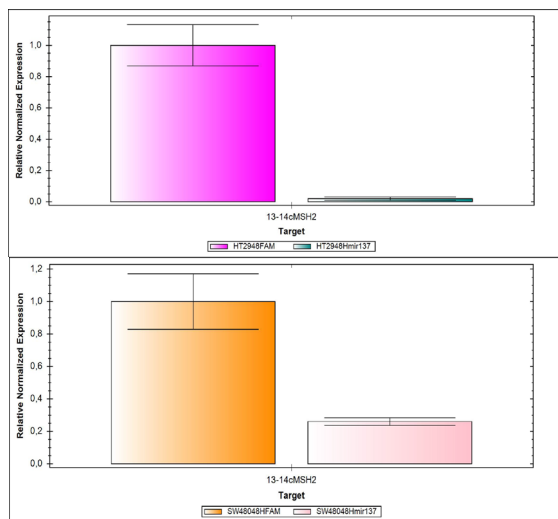 Relative Normalized Expression
1,0
0,8
0,6
0,4
0,2
0,0
13-14cMSH2
Target
HT2948FAM HT2948Hmir137
Relative Normalized Expression
1,2
1,0
0,8
0,6
0,4
0,2
0,0
13-14cMSH2
Target
SW48048HFAM SW48048Hmir137